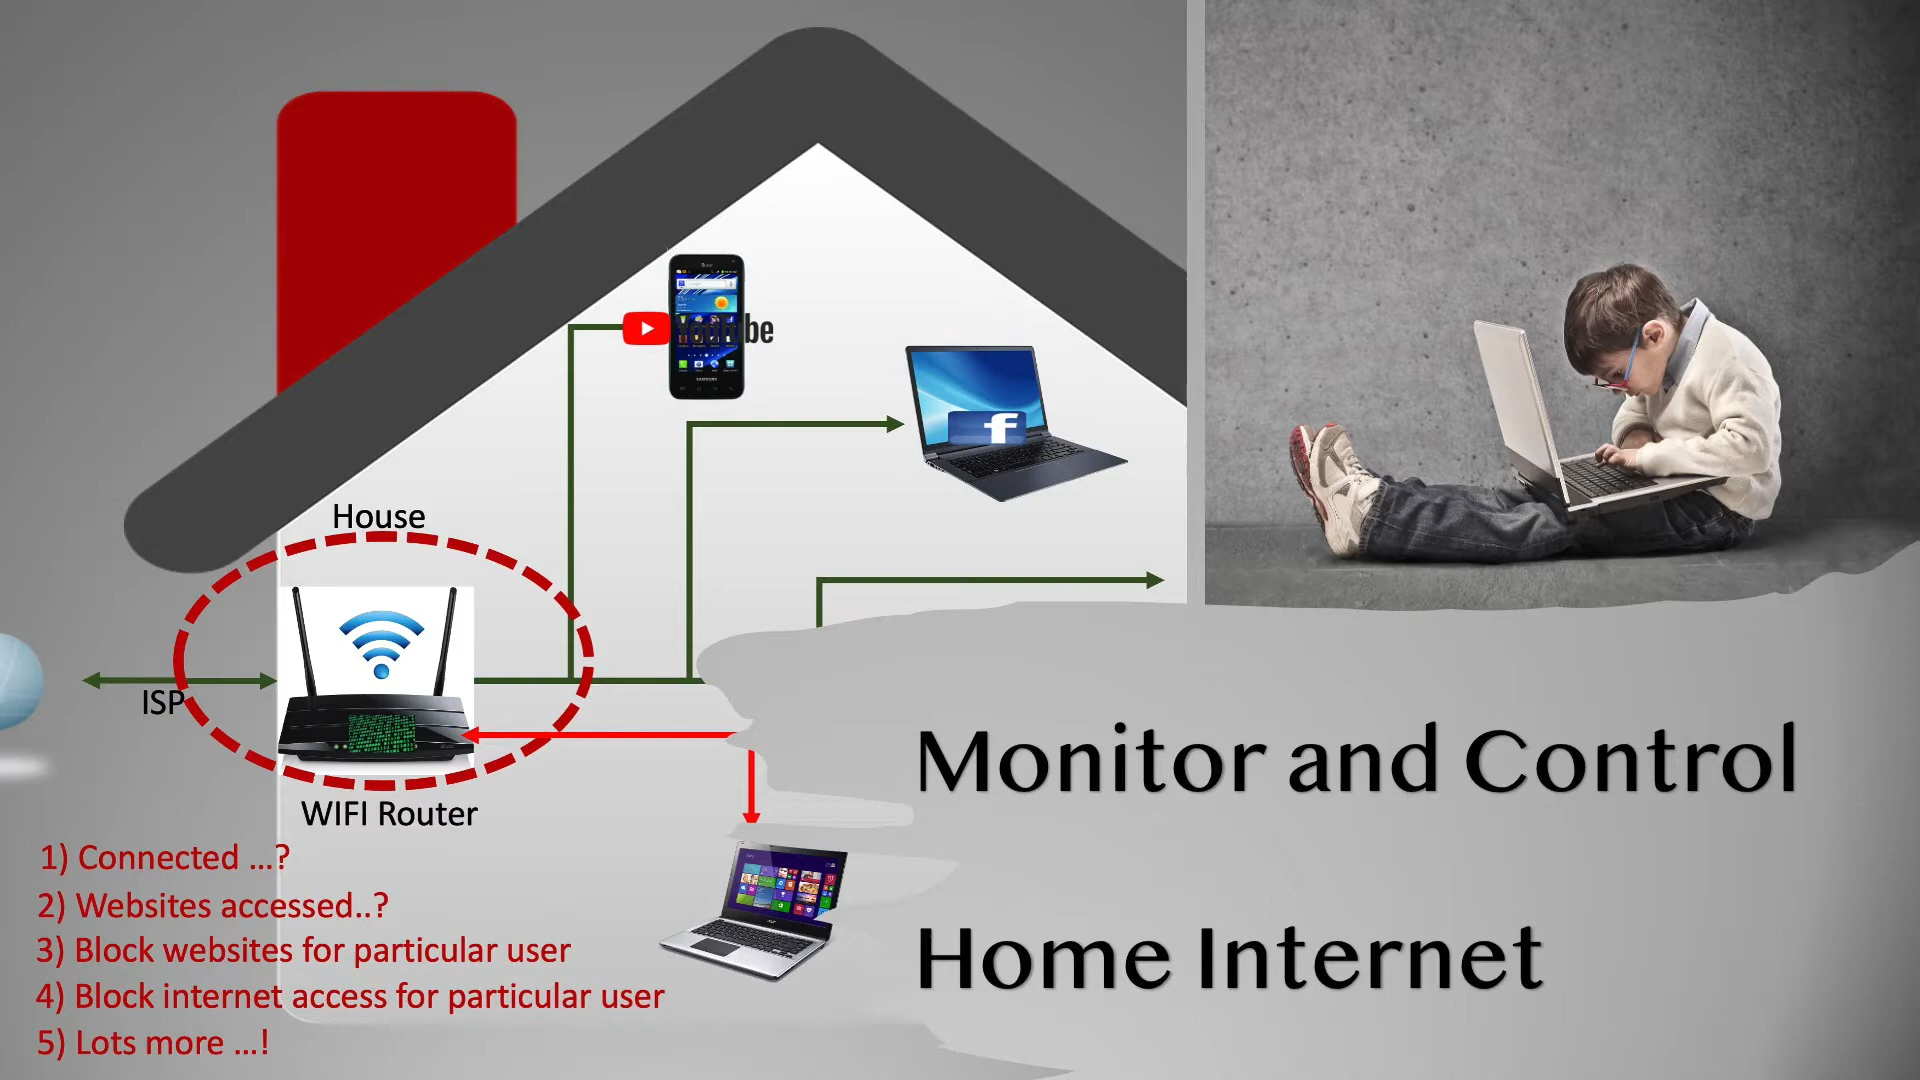 YouTube
f
House
ISP
WIFI Router
1) Connected ...?
2) Websites accessed..?
3) Block websites for particular user
4) Block internet access for particular user
5) Lots more ...!
Monitor and Control
Home Internet
SAMSUNG